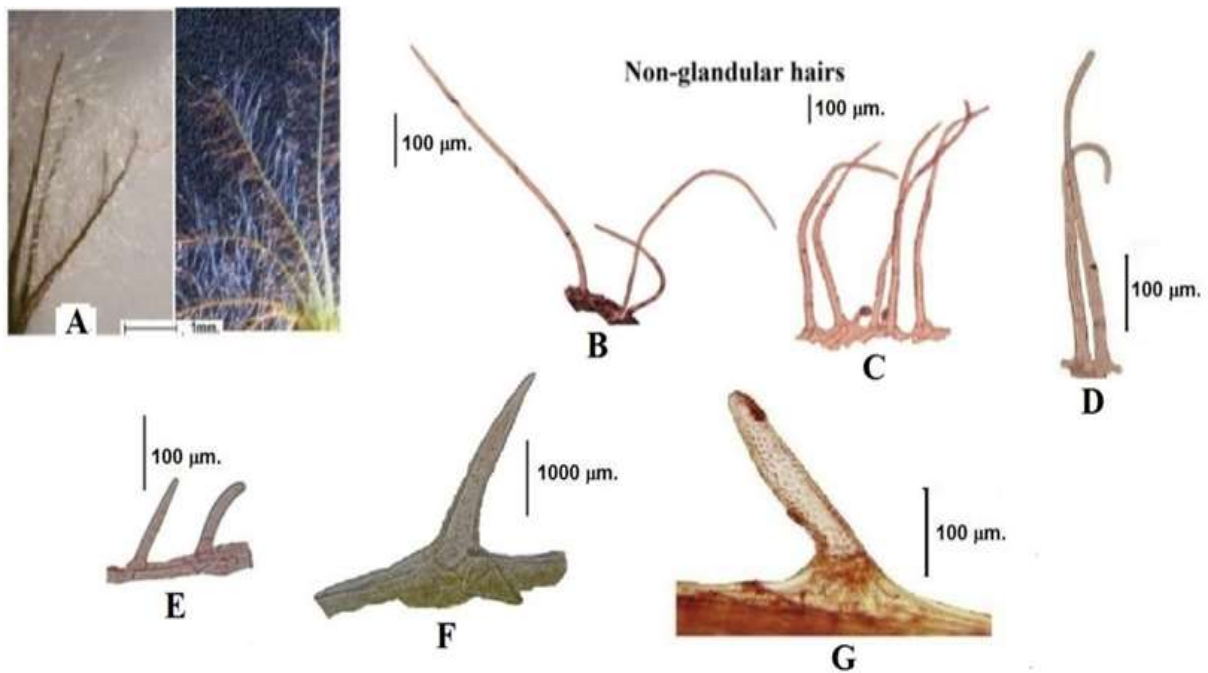 Non-glandular hairs
100 μm.
100 μm.
100 μm.
A
1mm.
B
C
D
100 μm.
1000 μm.
100 μm.
E
F
G